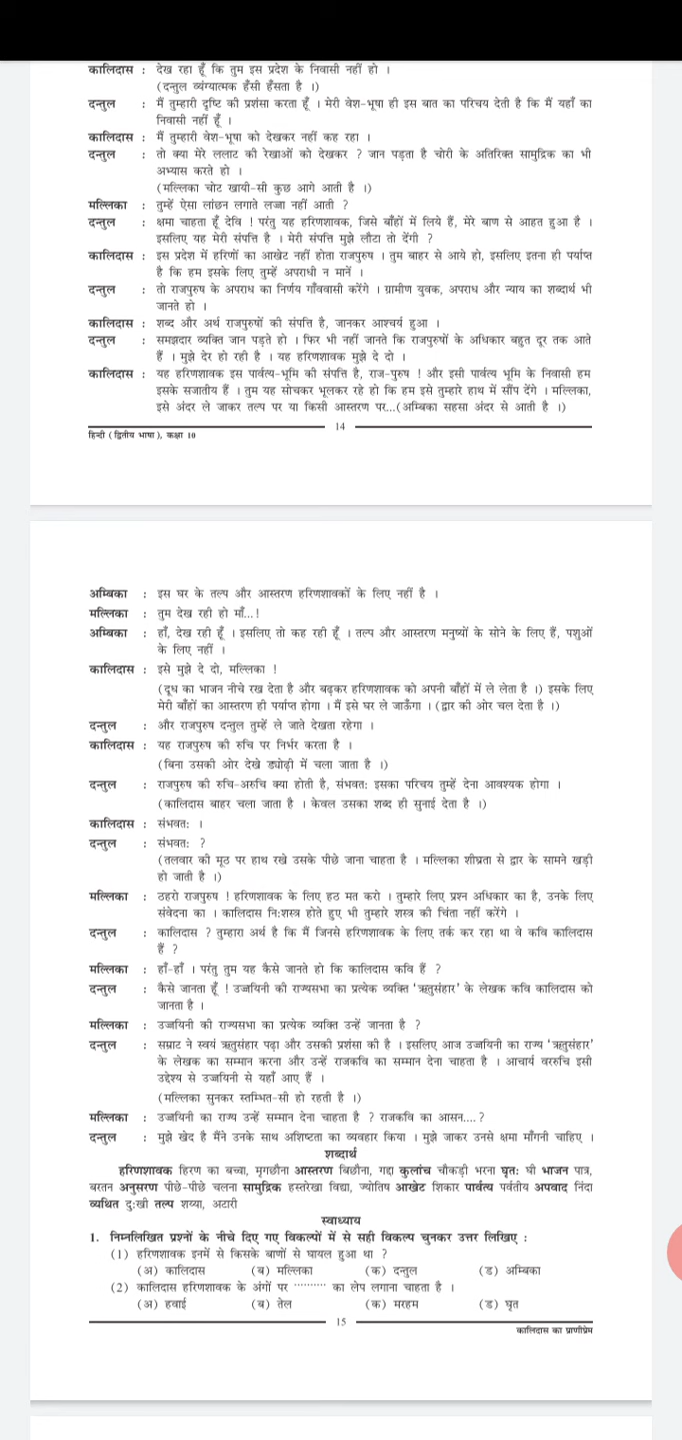 कालिदास : देख रहा हूँ कि तुम इस प्रदेश के निवासी नहीं हो ।
(दन्तुल व्यंग्यात्मक हँसी हँसता है ।)
दन्तुल : मैं तुम्हारी दृष्टि की प्रशंसा करता हूँ । मेरी वेश-भूषा ही इस बात का परिचय देती है कि मैं यहाँ का
निवासी नहीं हूँ ।
कालिदास : मैं तुम्हारी वेश-भूषा को देखकर नहीं कह रहा ।
दन्तुल : तो क्या मेरे ललाट की रेखाओं को देखकर ? जान पड़ता है चोरी के अतिरिक्त सामुद्रिक का भी
अभ्यास करते हो ।
(मल्लिका चोट खायी-सी कुछ आगे आती है ।)
मल्लिका : तुम्हें ऐसा लांछन लगाते लज्जा नहीं आती ?
दन्तुल : क्षमा चाहता हूँ देवि ! परंतु यह हरिणशावक, जिसे बाँहों में लिये हैं, मेरे बाण से आहत हुआ है ।
इसलिए यह मेरी संपत्ति है । मेरी संपत्ति मुझे लौटा तो देंगी ?
कालिदास : इस प्रदेश में हरिणों का आखेट नहीं होता राजपुरुष । तुम बाहर से आये हो, इसलिए इतना ही पर्याप्त
है कि हम इसके लिए तुम्हें अपराधी न मानें ।
दन्तुल : तो राजपुरुष के अपराध का निर्णय गाँववासी करेंगे । ग्रामीण युवक, अपराध और न्याय का शब्दार्थ भी
जानते हो ।
कालिदास : शब्द और अर्थ राजपुरुषों की संपत्ति है, जानकर आश्चर्य हुआ ।
दन्तुल : समझदार व्यक्ति जान पड़ते हो । फिर भी नहीं जानते कि राजपुरुषों के अधिकार बहुत दूर तक आते
हैं । मुझे देर हो रही है । यह हरिणशावक मुझे दे दो ।
कालिदास : यह हरिणशावक इस पार्वत्य-भूमि की संपत्ति है, राज-पुरुष ! और इसी पार्वत्य भूमि के निवासी हम
इसके सजातीय हैं । तुम यह सोचकर भूलकर रहे हो कि हम इसे तुम्हारे हाथ में सौंप देंगे । मल्लिका,
इसे अंदर ले जाकर तल्प पर या किसी आस्तरण पर...(अम्बिका सहसा अंदर से आती है ।)
14
हिन्दी (द्वितीय भाषा), कक्षा 10
अम्बिका : इस घर के तल्प और आस्तरण हरिणशावकों के लिए नहीं है ।
मल्लिका : तुम देख रही हो माँ...!
अम्बिका : हाँ, देख रही हूँ । इसलिए तो कह रही हूँ । तल्प और आस्तरण मनुष्यों के सोने के लिए हैं, पशुओं
के लिए नहीं ।
कालिदास : इसे मुझे दे दो, मल्लिका !
(दूध का भाजन नीचे रख देता है और बढ़कर हरिणशावक को अपनी बाँहों में ले लेता है ।) इसके लिए
मेरी बाँहों का आस्तरण ही पर्याप्त होगा । मैं इसे घर ले जाऊँगा । (द्वार की ओर चल देता है ।)
दन्तुल : और राजपुरुष दन्तुल तुम्हें ले जाते देखता रहेगा ।
कालिदास : यह राजपुरुष की रुचि पर निर्भर करता है ।
(बिना उसकी ओर देखे ड्योढ़ी में चला जाता है ।)
दन्तुल : राजपुरुष की रुचि-अरुचि क्या होती है, संभवत: इसका परिचय तुम्हें देना आवश्यक होगा ।
(कालिदास बाहर चला जाता है । केवल उसका शब्द ही सुनाई देता है ।)
कालिदास : संभवत: ।
दन्तुल : संभवत: ?
(तलवार की मूठ पर हाथ रखे उसके पीछे जाना चाहता है । मल्लिका शीघ्रता से द्वार के सामने खड़ी
हो जाती है ।)
मल्लिका : ठहरो राजपुरुष ! हरिणशावक के लिए हठ मत करो । तुम्हारे लिए प्रश्न अधिकार का है, उनके लिए
संवेदना का । कालिदास नि:शस्त्र होते हुए भी तुम्हारे शस्त्र की चिंता नहीं करेंगे ।
दन्तुल : कालिदास ? तुम्हारा अर्थ है कि मैं जिनसे हरिणशावक के लिए तर्क कर रहा था वे कवि कालिदास
हैं ?
मल्लिका : हाँ-हाँ । परंतु तुम यह कैसे जानते हो कि कालिदास कवि हैं ?
दन्तुल : कैसे जानता हूँ ! उज्जयिनी की राज्यसभा का प्रत्येक व्यक्ति 'ऋतुसंहार' के लेखक कवि कालिदास को
जानता है ।
मल्लिका : उज्जयिनी की राज्यसभा का प्रत्येक व्यक्ति उन्हें जानता है ?
दन्तुल : सम्राट ने स्वयं ऋतुसंहार पढ़ा और उसकी प्रशंसा की है । इसलिए आज उज्जयिनी का राज्य 'ऋतुसंहार'
के लेखक का सम्मान करना और उन्हें राजकवि का सम्मान देना चाहता है । आचार्य वररुचि इसी
उद्देश्य से उज्जयिनी से यहाँ आए हैं ।
(मल्लिका सुनकर स्तम्भित-सी हो रहती है ।)
मल्लिका : उज्जयिनी का राज्य उन्हें सम्मान देना चाहता है ? राजकवि का आसन....?
दन्तुल : मुझे खेद है मैंने उनके साथ अशिष्टता का व्यवहार किया । मुझे जाकर उनसे क्षमा माँगनी चाहिए ।
शब्दार्थ
हरिणशावक हिरण का बच्चा, मृगछौना आस्तरण बिछौना, गद्दा कुलांच चौकड़ी भरना घृत: घी भाजन पात्र,
बरतन अनुसरण पीछे-पीछे चलना सामुद्रिक हस्तरेखा विद्या, ज्योतिष आखेट शिकार पार्वत्य पर्वतीय अपवाद निंदा
व्यथित दु:खी तल्प शय्या, अटारी
स्वाध्याय
1. निम्नलिखित प्रश्नों के नीचे दिए गए विकल्पों में से सही विकल्प चुनकर उत्तर लिखिए :
(1) हरिणशावक इनमें से किसके बाणों से घायल हुआ था ?
(अ) कालिदास (ब) मल्लिका (क) दन्तुल (ड) अम्बिका
(2) कालिदास हरिणशावक के अंगों पर .......... का लेप लगाना चाहता है ।
(अ) हवाई (ब) तेल (क) मरहम (ड) घृत
15
कालिदास का प्राणीप्रेम